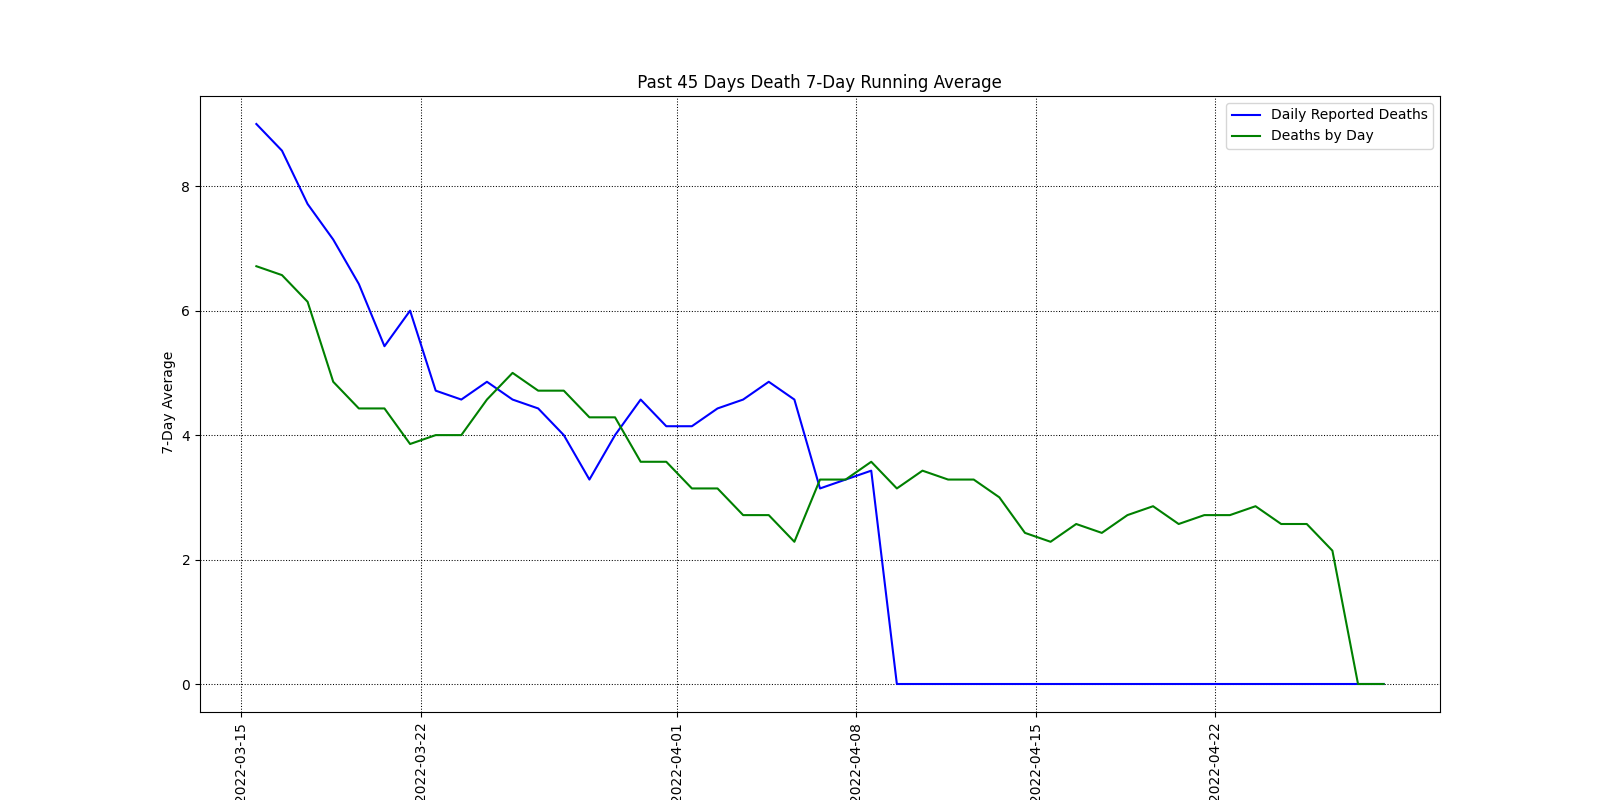 Past 45 Days Death 7-Day Running Average
Daily Reported Deaths
Deaths by Day
7-Day Average
8
6
4
2
0
2022-03-15
2022-03-22
2022-04-01
2022-04-08
2022-04-15
2022-04-22